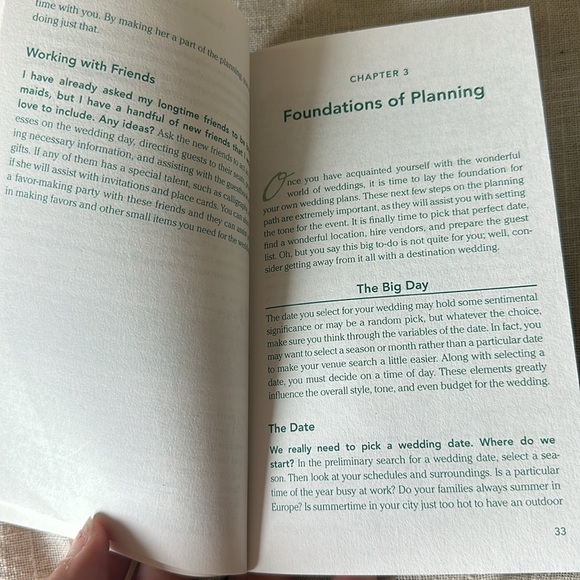 time with you. By making her a part of the planning
doing just that.
Working with Friends
I have already asked my longtime friends to be
maids, but I have a handful of new friends that I
love to include. Any ideas? Ask the new friends to
esses on the wedding day, directing guests to their
ing necessary information, and assisting with the
gifts. If any of them has a special talent, such as
if she will assist with invitations and place cards. You can
a favor-making party with these friends and they can
in making favors and other small items you need for the
CHAPTER 3
Foundations of Planning
Once you have acquainted yourself with the wonderful
world of weddings, it is time to lay the foundation for
your own wedding plans. These next few steps on the planning
path are extremely important, as they will assist you with setting
the tone for the event. It is finally time to pick that perfect date,
find a wonderful location, hire vendors, and prepare the guest
list. Oh, but you say this big to-do is not quite for you; well, con-
sider getting away from it all with a destination wedding.
The Big Day
The date you select for your wedding may hold some sentimental
significance or may be a random pick, but whatever the choice,
make sure you think through the variables of the date. In fact, you
may want to select a season or month rather than a particular date
to make your venue search a little easier. Along with selecting a
date, you must decide on a time of day. These elements greatly
influence the overall style, tone, and even budget for the wedding.
The Date
We really need to pick a wedding date. Where do we
start? In the preliminary search for a wedding date, select a sea-
son. Then look at your schedules and surroundings. Is a particular
time of the year busy at work? Do your families always summer in
Europe? Is summertime in your city just too hot to have an outdoor
33